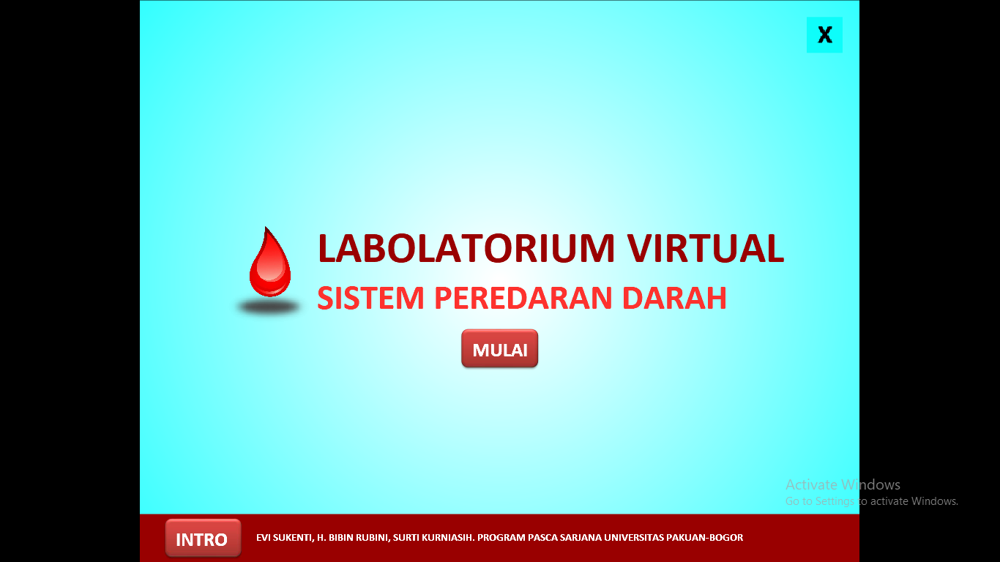 X
LABOLATORIUM VIRTUAL
SISTEM PEREDARAN DARAH
MULAI
Activate Windows
Go to Settings to activate Windows.
INTRO
EVI SUKENTI, H. BIBIN RUBINI, SURTI KURNIASIH. PROGRAM PASCA SARJANA UNIVERSITAS PAKUAN-BOGOR